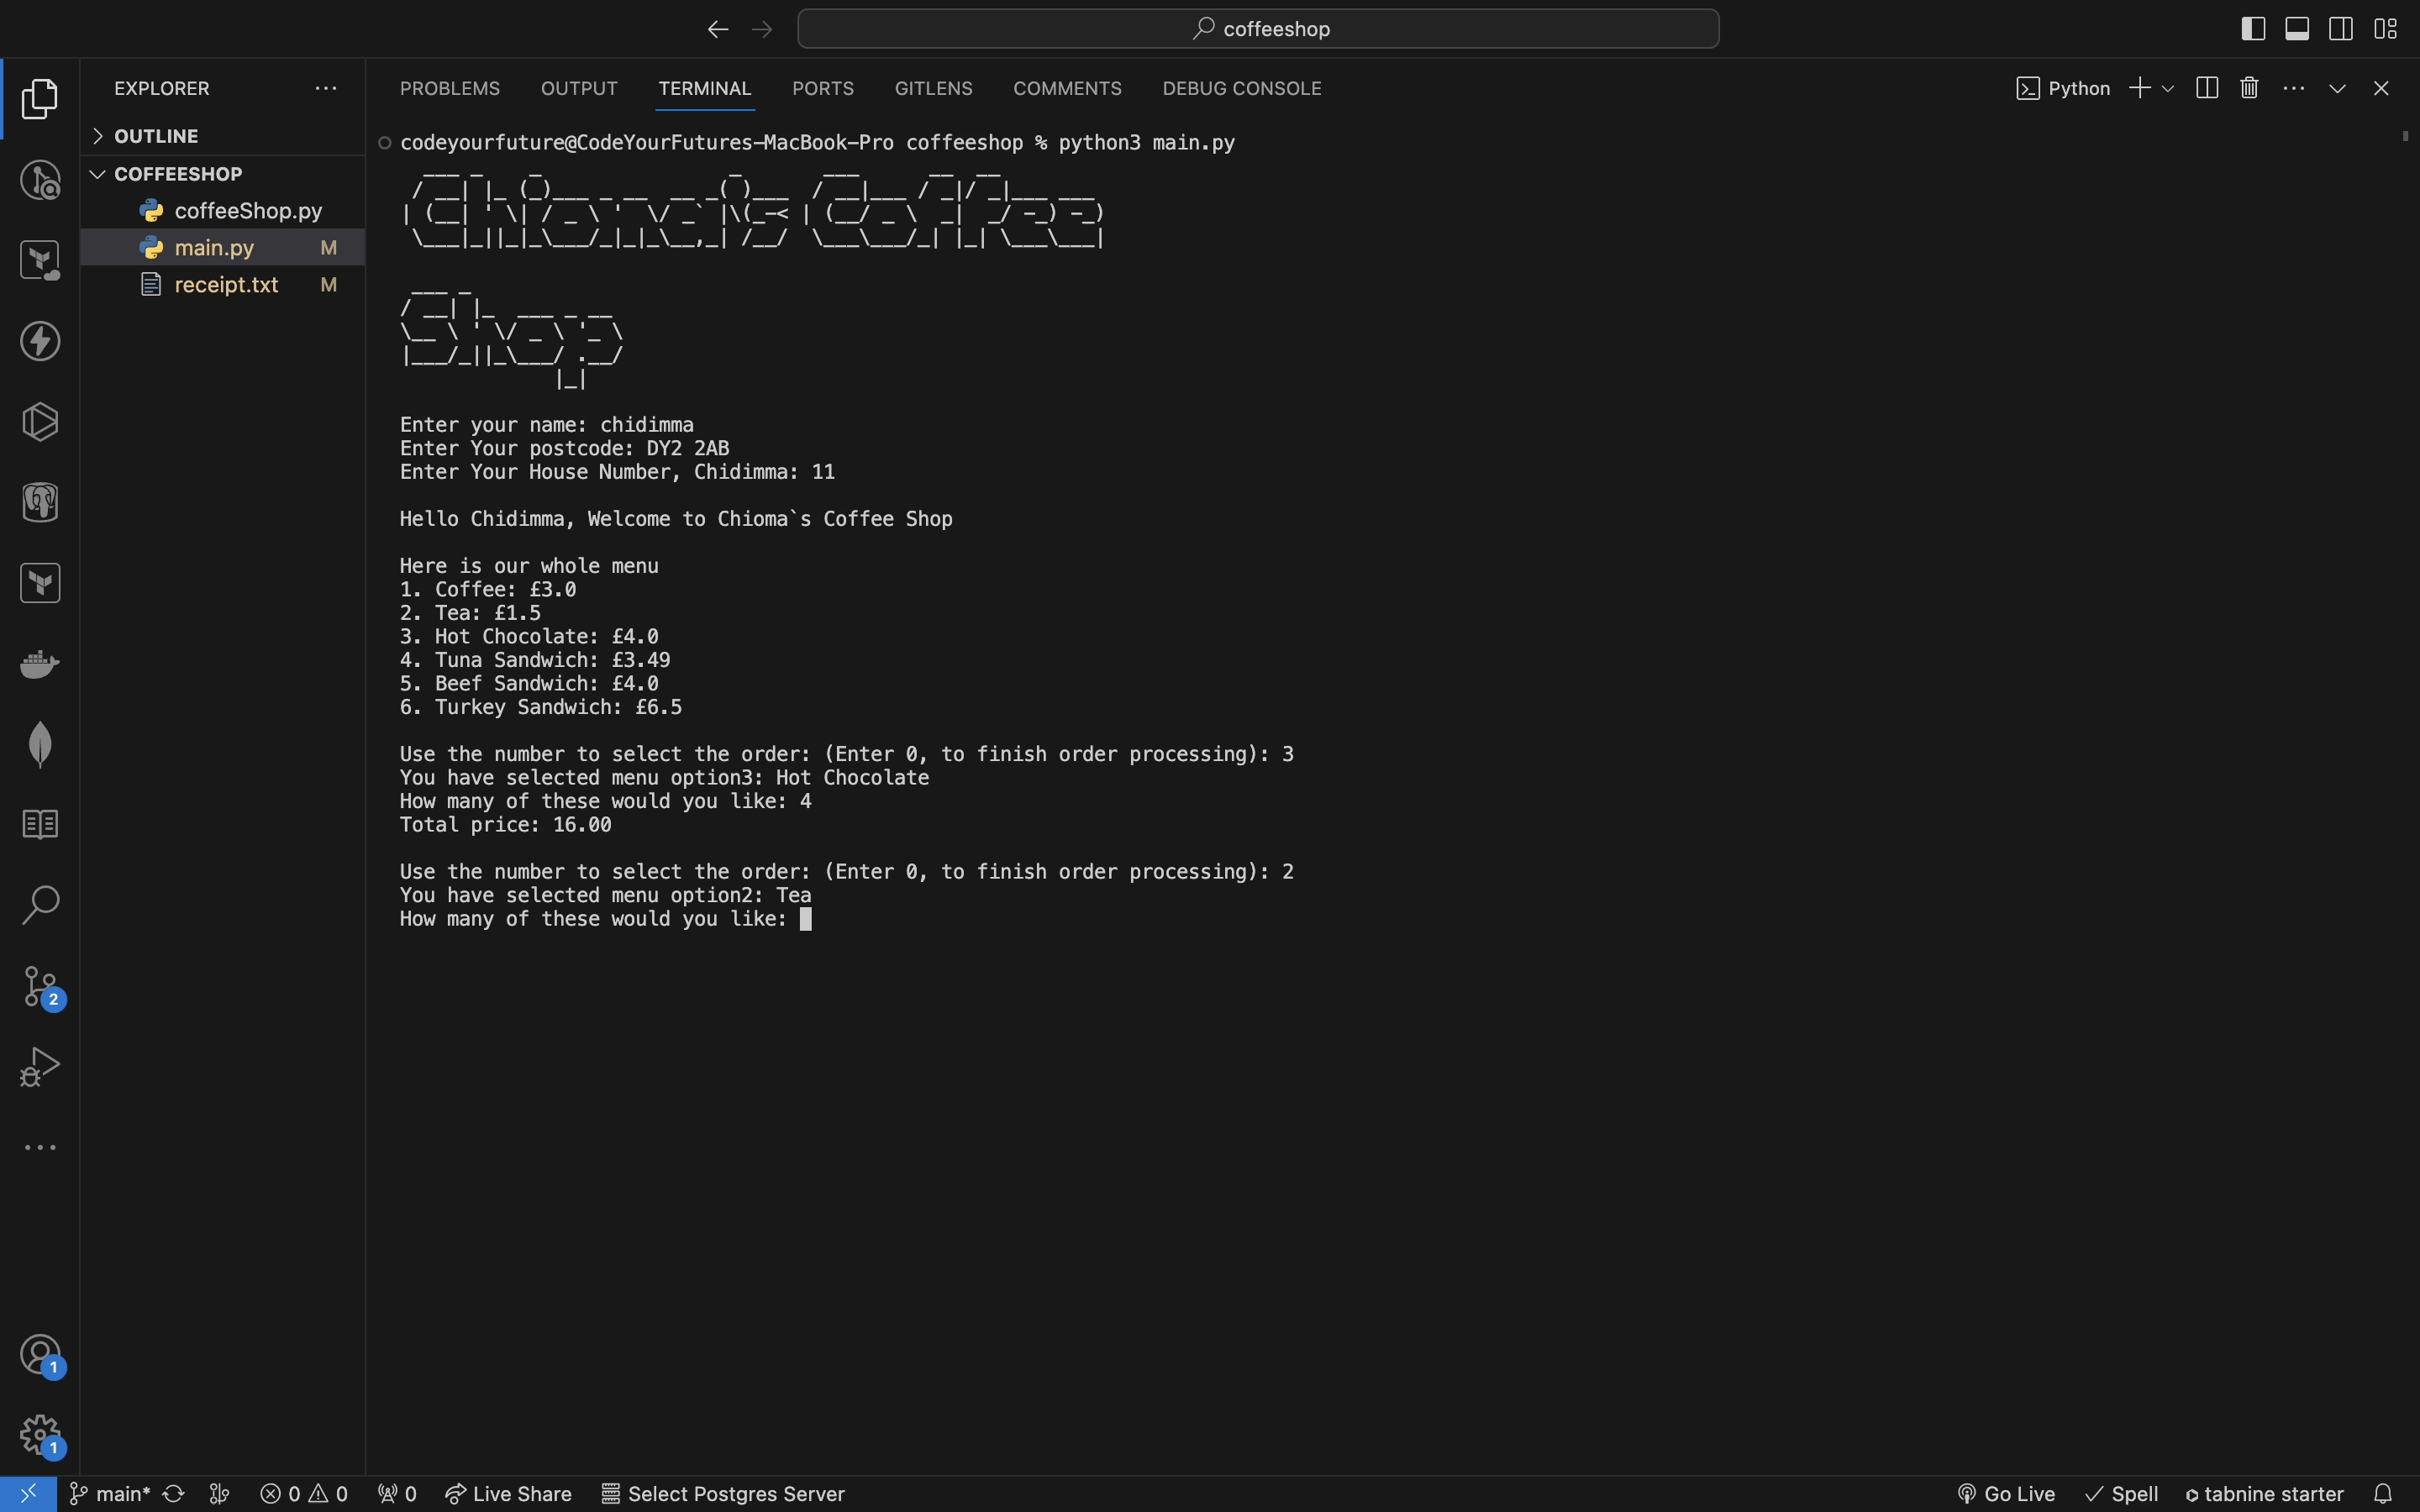 coffeeshop
EXPLORER
PROBLEMS OUTPUT TERMINAL PORTS GITLENS COMMENTS DEBUG CONSOLE
Python
OUTLINE
COFFEESHOP
coffeeShop.py
main.py M
receipt.txt M
codeyourfuture@CodeYourFutures-MacBook-Pro coffeeshop % python3 main.py
Chioma's Coffee
Shop
Enter your name: chidimma
Enter Your postcode: DY2 2AB
Enter Your House Number, Chidimma: 11
Hello Chidimma, Welcome to Chioma`s Coffee Shop
Here is our whole menu
1. Coffee: £3.0
2. Tea: £1.5
3. Hot Chocolate: £4.0
4. Tuna Sandwich: £3.49
5. Beef Sandwich: £4.0
6. Turkey Sandwich: £6.5
Use the number to select the order: (Enter 0, to finish order processing): 3
You have selected menu option3: Hot Chocolate
How many of these would you like: 4
Total price: 16.00
Use the number to select the order: (Enter 0, to finish order processing): 2
You have selected menu option2: Tea
How many of these would you like:
2
1
1
main* 0 0 0 Live Share Select Postgres Server Go Live Spell tabnine starter